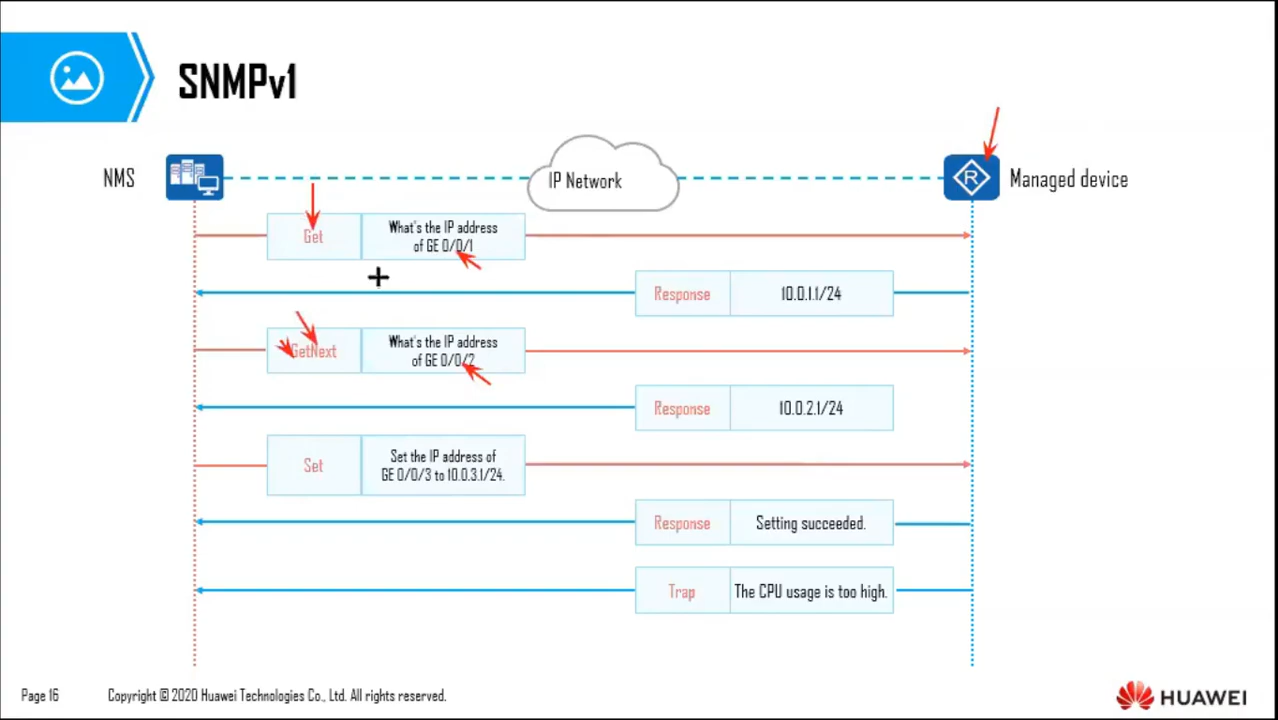 SNMPv1
NMS
IP Network
R
Managed device
Get
What's the IP address
of GE 0/0/1
Response
10.0.1.1/24
GetNext
What's the IP address
of GE 0/0/2
Response
10.0.2.1/24
Set
Set the IP address of
GE 0/0/3 to 10.0.3.1/24.
Response
Setting succeeded.
Trap
The CPU usage is too high.
Page 16
Copyright © 2020 Huawei Technologies Co., Ltd. All rights reserved.
HUAWEI